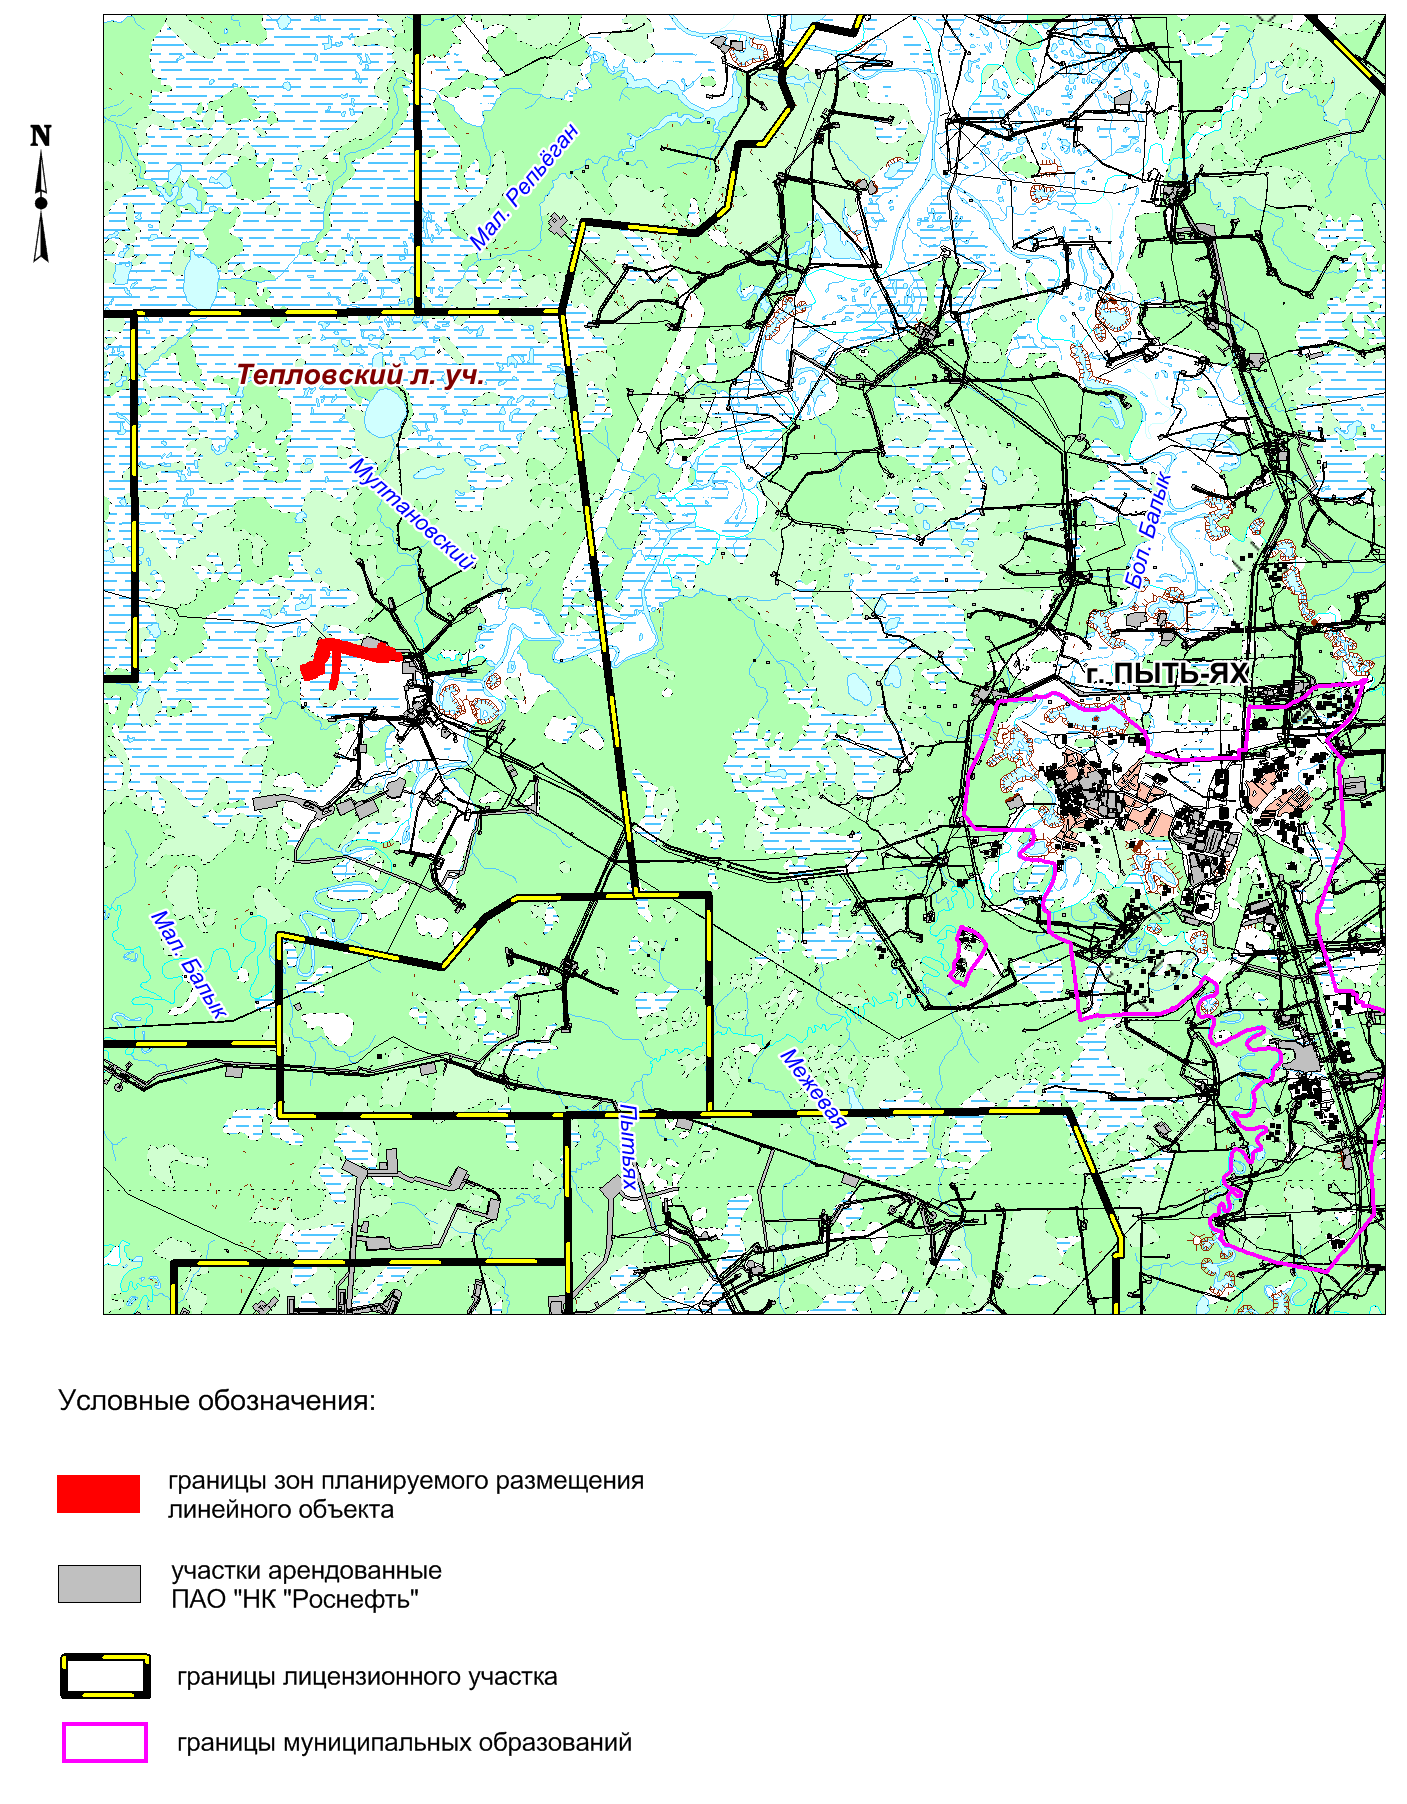 N
Мал. Репьёган
Тепловский л. уч.
Мултановский
Бол. Балык
г. ПЫТЬ-ЯХ
Мал. Балык
Межевая
Пытьях
Условные обозначения:
границы зон планируемого размещения
линейного объекта
участки арендованные
ПАО "НК "Роснефть"
границы лицензионного участка
границы муниципальных образований